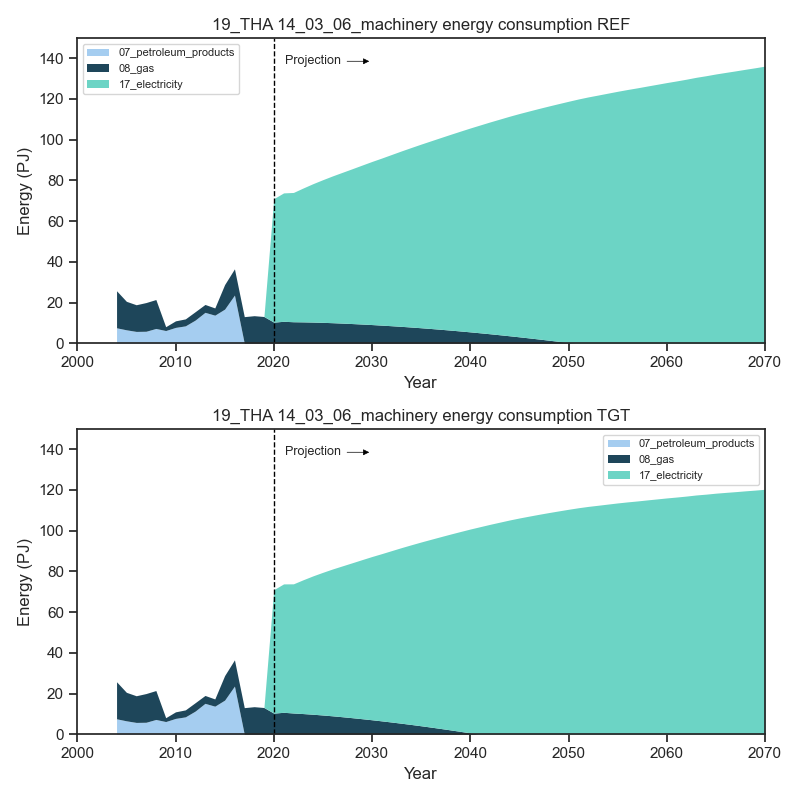 19_THA 14_03_06_machinery energy consumption REF
07_petroleum_products
08_gas
17_electricity
Projection
140
120
100
80
60
40
20
0
Energy (PJ)
2000 2010 2020 2030 2040 2050 2060 2070
Year
19_THA 14_03_06_machinery energy consumption TGT
Projection
07_petroleum_products
08_gas
17_electricity
140
120
100
80
60
40
20
0
Energy (PJ)
2000 2010 2020 2030 2040 2050 2060 2070
Year